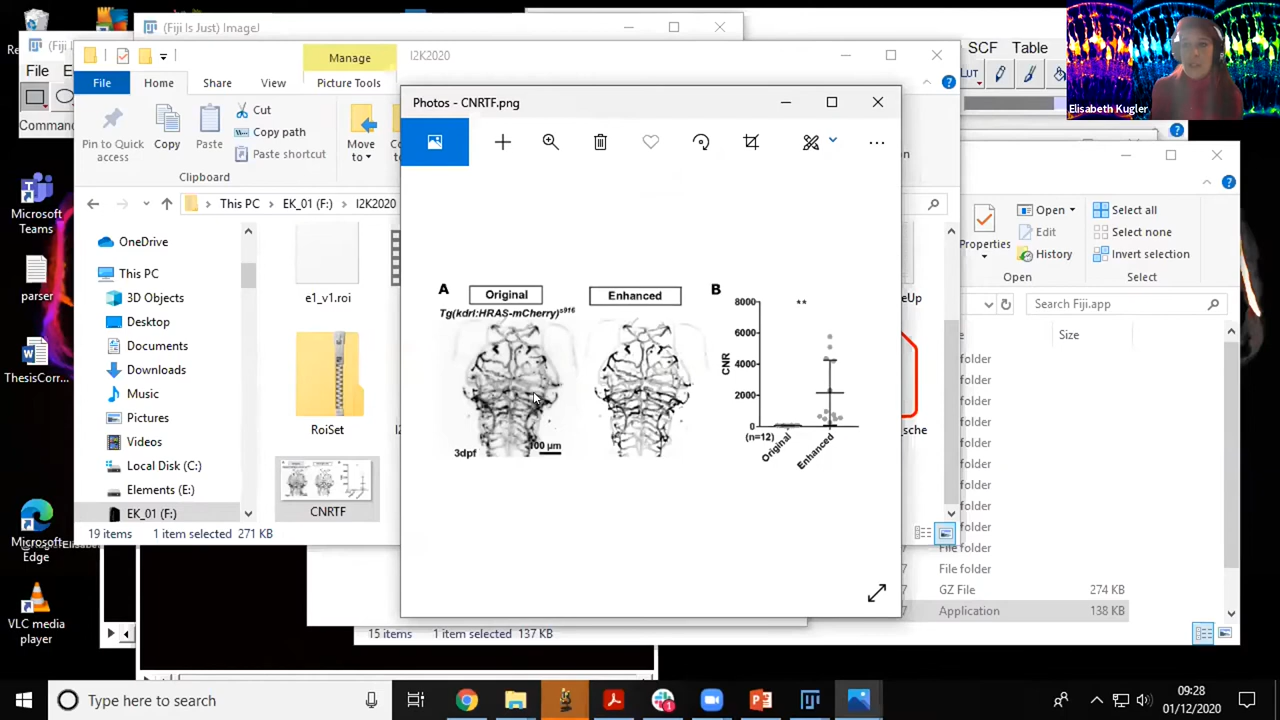 (Fiji Is Just) ImageJ
(Fiji Is
File
Command
SCF
Table
LUT
Elisabeth Kugler
Manage
I2K2020
File
Home
Share
View
Picture Tools
Pin to Quick
access
Copy
Paste
Cut
Copy path
Paste shortcut
Clipboard
Move
to
This PC
EK_01 (F:)
I2K2020
OneDrive
This PC
3D Objects
Desktop
Documents
Downloads
Music
Pictures
Videos
Local Disk (C:)
Elements (E:)
EK_01 (F:)
e1_v1.roi
RoiSet
CNRTF
19 items
1 item selected 271 KB
Photos - CNRTF.png
A
Original
Enhanced
Tg(kdrl:HRAS-mCherry)s916
3dpf
100 µm
B
**
8000
6000
4000
2000
0
CNR
(n=12)
Original
Enhanced
Properties
Open
Edit
History
Open
Select all
Select none
Invert selection
Select
Search Fiji.app
Size
File folder
GZ File
274 KB
Application
138 KB
15 items
1 item selected 137 KB
Microsoft
Teams
parser
ThesisCorr...
Microsoft
Edge
VLC media
player
Type here to search
09:28
01/12/2020